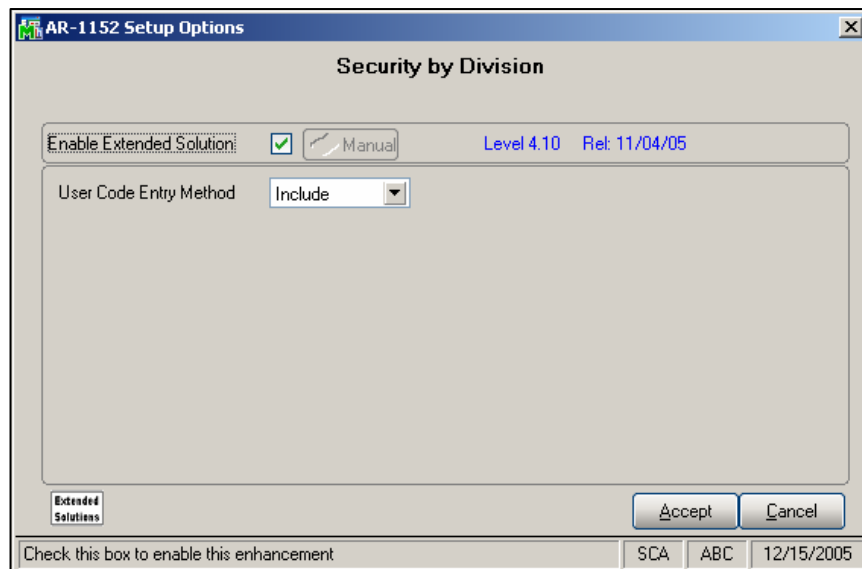 AR-1152 Setup Options
Security by Division
Enable Extended Solution Manual Level 4.10 Rel: 11/04/05
User Code Entry Method Include
Extended
Solutions
Accept Cancel
Check this box to enable this enhancement SCA ABC 12/15/2005